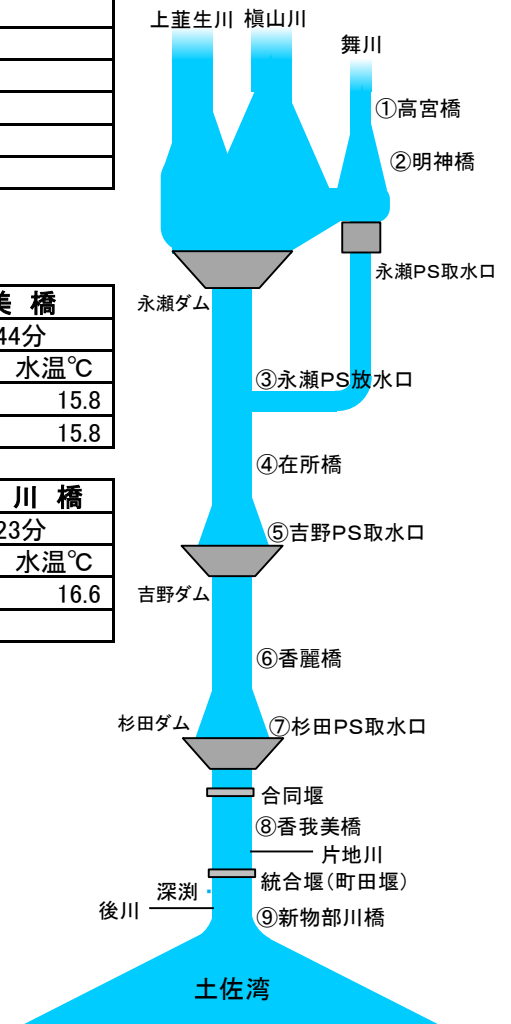 上韮生川 槇山川
舞川
①高宮橋
②明神橋
永瀬PS取水口
永瀬ダム
美 橋
44分
水温℃
15.8
15.8
③永瀬PS放水口
④在所橋
川 橋
23分
水温℃
16.6
⑤吉野PS取水口
吉野ダム
⑥香麗橋
杉田ダム
⑦杉田PS取水口
合同堰
⑧香我美橋
片地川
統合堰(町田堰)
深渕
後川
⑨新物部川橋
土佐湾